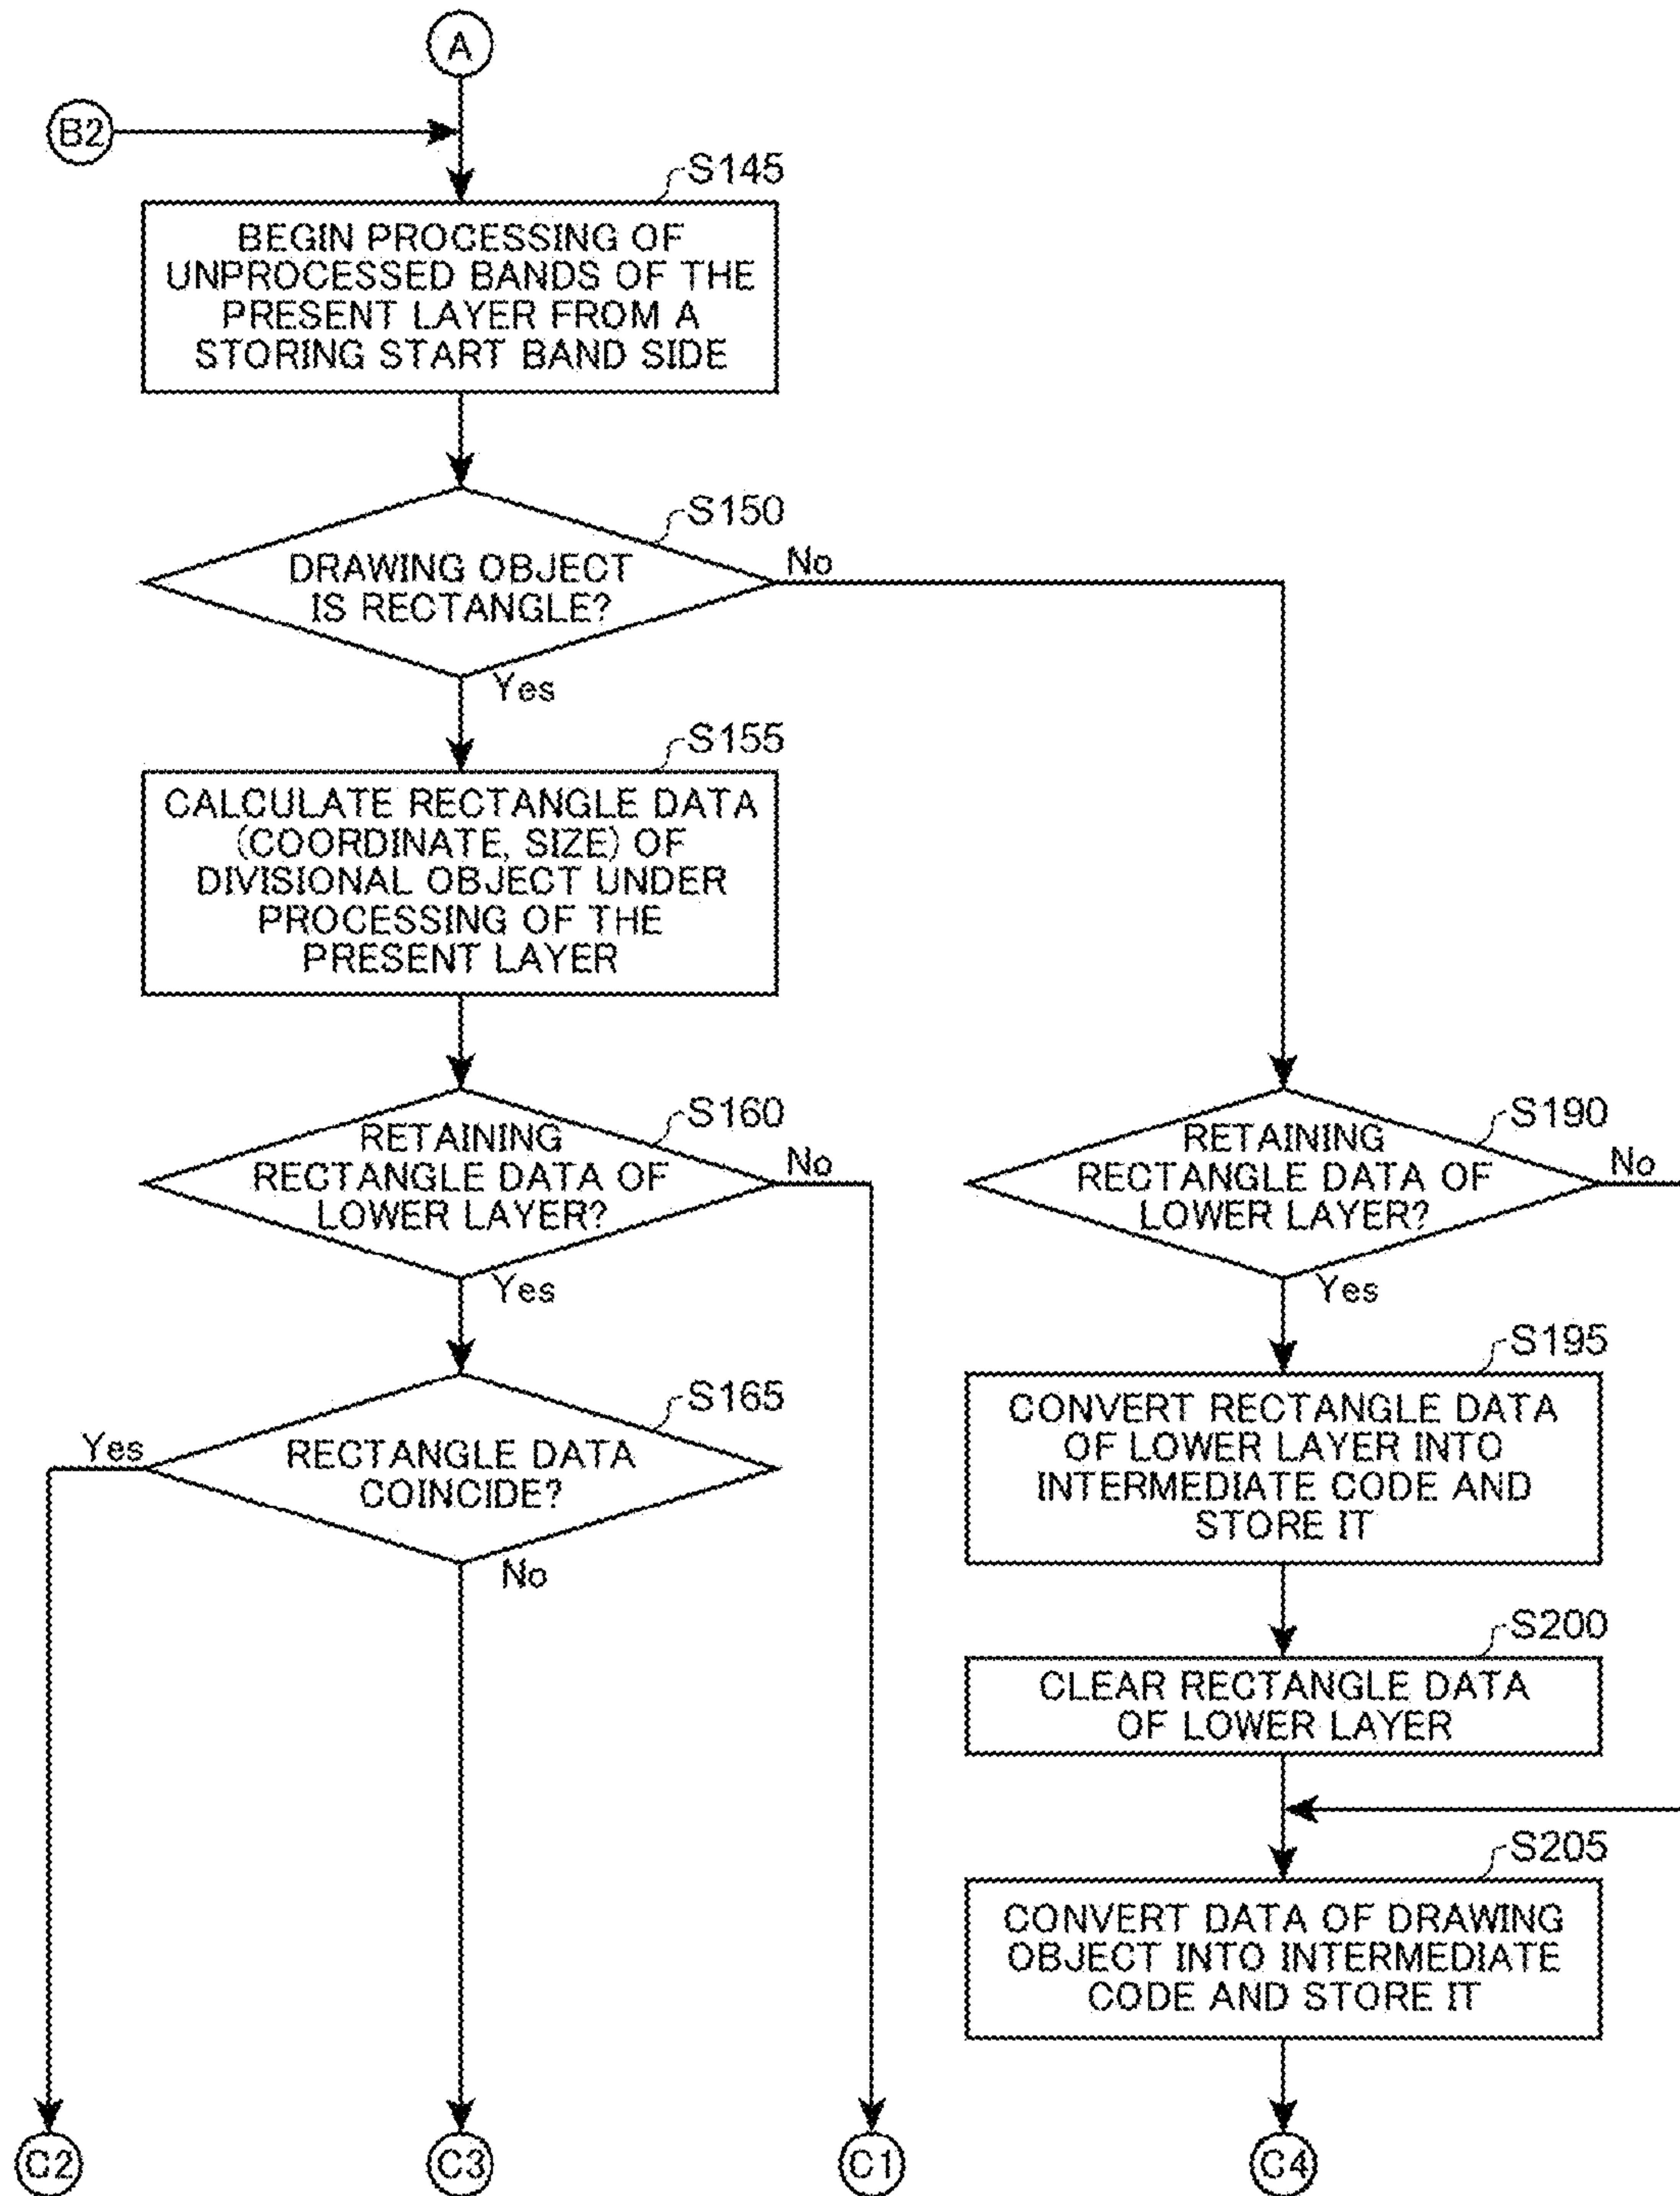 A
B2
S145
BEGIN PROCESSING OF
UNPROCESSED BANDS OF THE
PRESENT LAYER FROM A
STORING START BAND SIDE
S150
DRAWING OBJECT
IS RECTANGLE?
No
Yes
S155
CALCULATE RECTANGLE DATA
(COORDINATE, SIZE) OF
DIVISIONAL OBJECT UNDER
PROCESSING OF THE
PRESENT LAYER
S160
RETAINING
RECTANGLE DATA OF
LOWER LAYER?
No
Yes
S190
RETAINING
RECTANGLE DATA OF
LOWER LAYER?
No
Yes
S165
RECTANGLE DATA
COINCIDE?
Yes
No
S195
CONVERT RECTANGLE DATA
OF LOWER LAYER INTO
INTERMEDIATE CODE AND
STORE IT
S200
CLEAR RECTANGLE DATA
OF LOWER LAYER
S205
CONVERT DATA OF DRAWING
OBJECT INTO INTERMEDIATE
CODE AND STORE IT
C2
C3
C1
C4